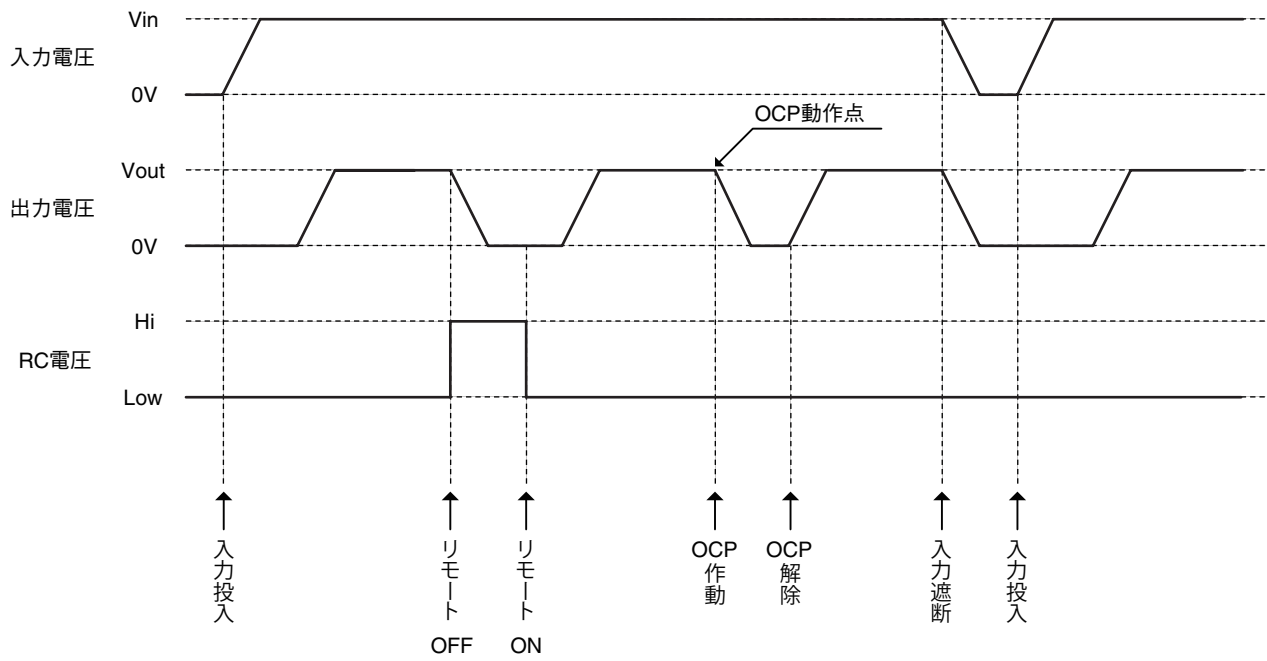 Vin
入力電圧
0V
OCP動作点
Vout
出力電圧
0V
Hi
RC電圧
Low
入力投入
リモート
OFF
リモート
ON
OCP
作動
OCP
解除
入力遮断
入力投入